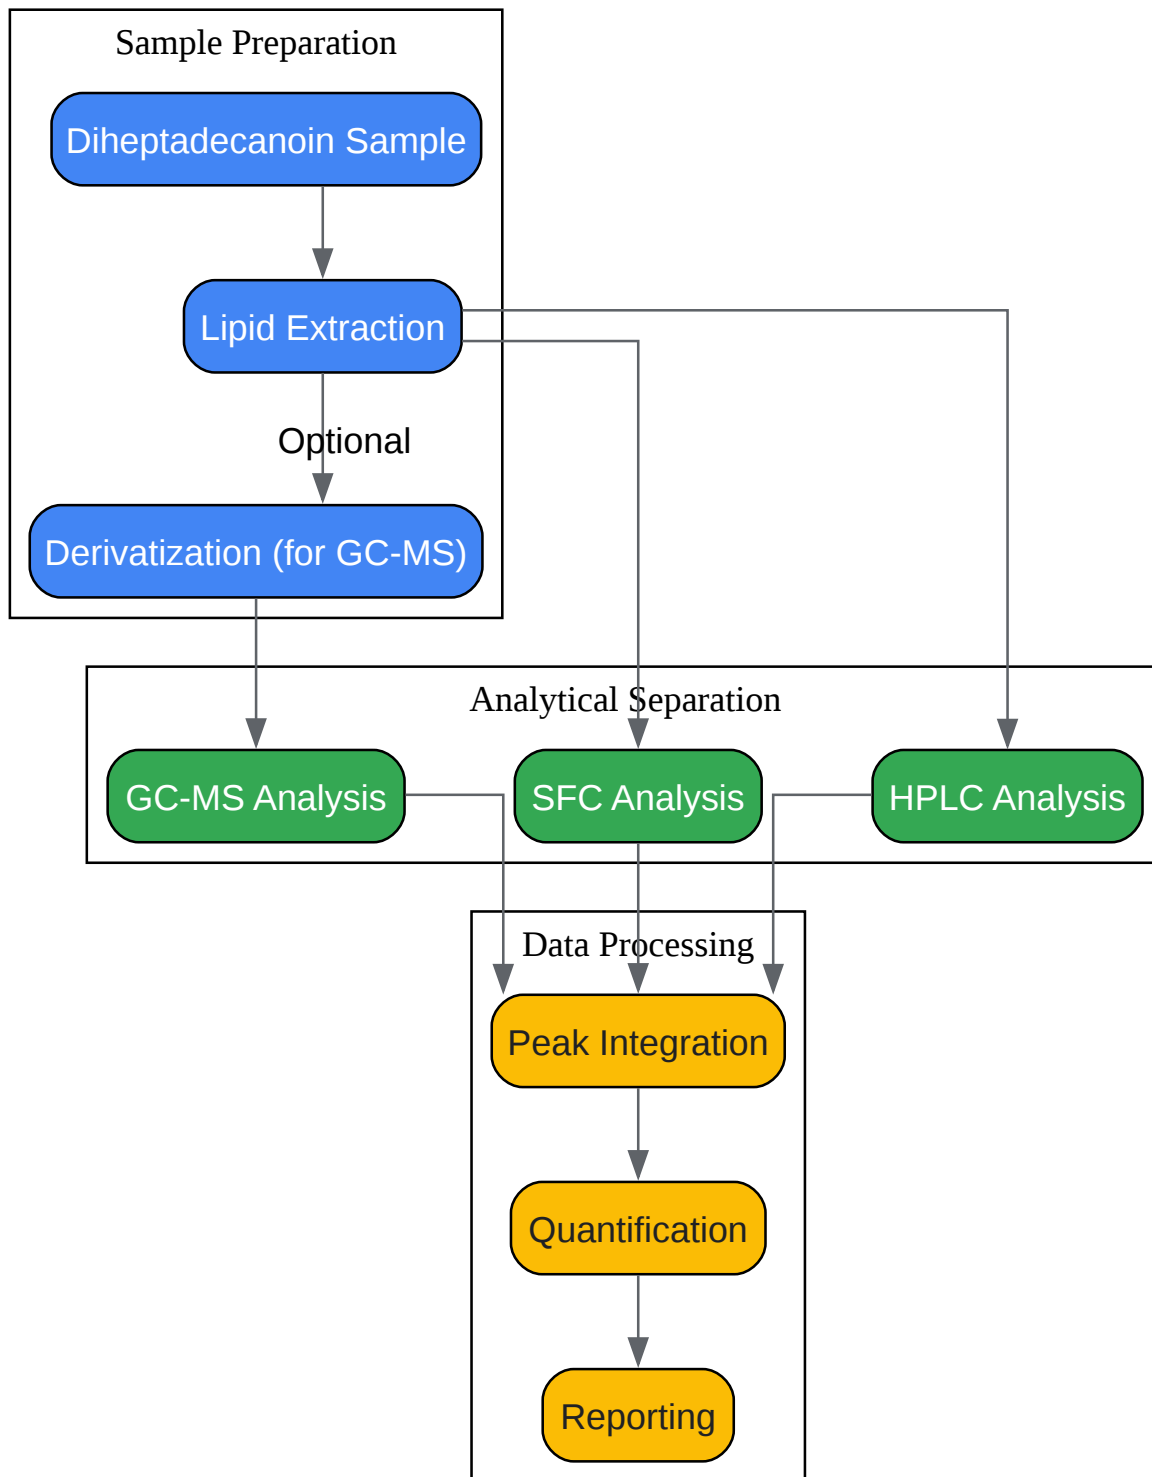 Sample Preparation
Diheptadecanoin Sample
Lipid Extraction
Optional
Derivatization (for GC-MS)
Analytical Separation
GC-MS Analysis
SFC Analysis
HPLC Analysis
Data Processing
Peak Integration
Quantification
Reporting